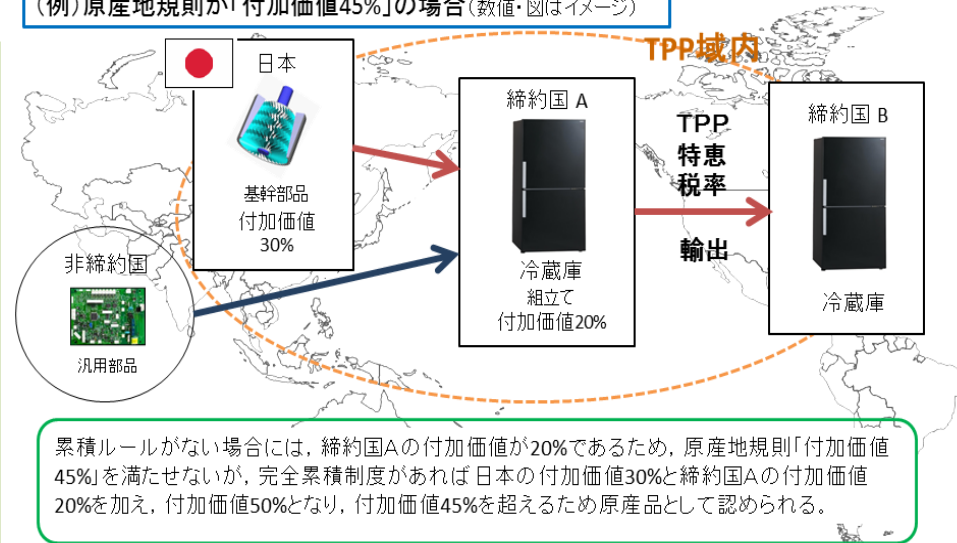 (例)原産地規則が「付加価値45%」の場合(数値・図はイメージ)
TPP域内
日本
基幹部品
付加価値
30%
非締約国
汎用部品
締約国 A
冷蔵庫
組立て
付加価値20%
TPP
特恵
税率
輸出
締約国 B
冷蔵庫
累積ルールがない場合には，締約国Aの付加価値が20%であるため，原産地規則「付加価値
45%」を満たせないが，完全累積制度があれば日本の付加価値30%と締約国Aの付加価値
20%を加え，付加価値50%となり，付加価値45%を超えるため原産品として認められる。